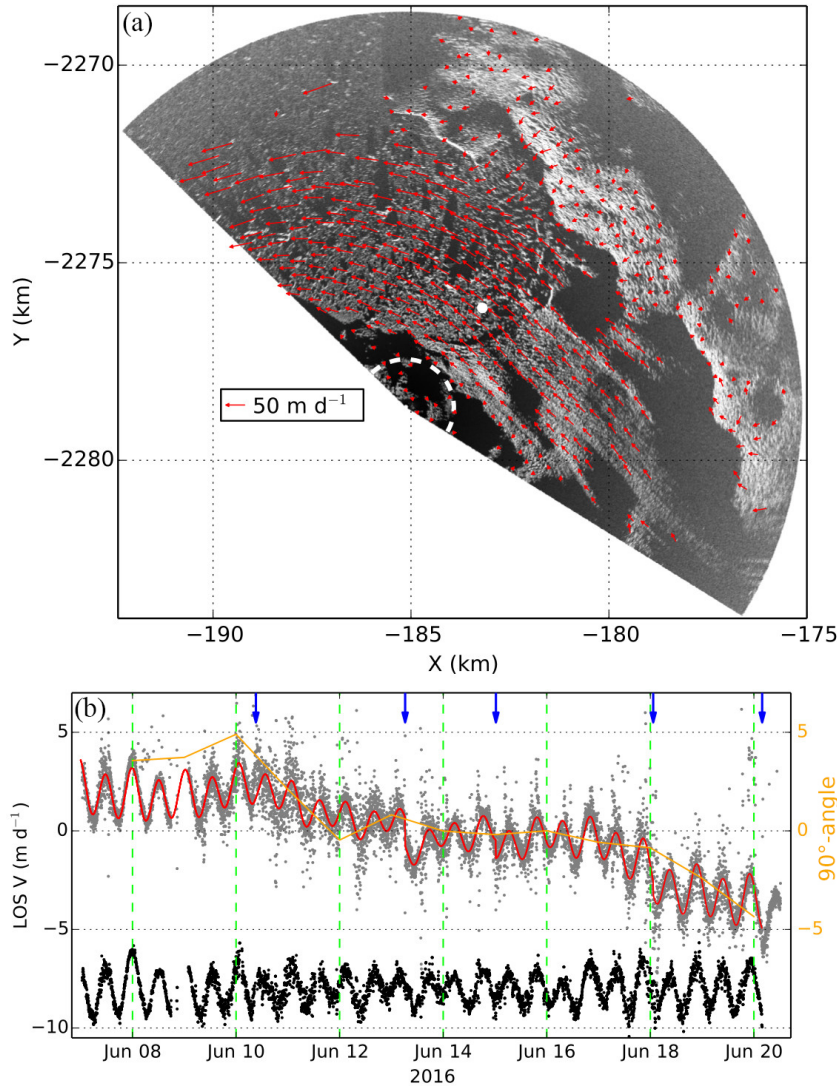 (a)
−2270
−2275
−2280
Y (km)
50 m d⁻¹
−190
−185
−180
−175
X (km)
(b)
5
0
−5
−10
LOS V (m d⁻¹)
5
0
−5
90°-angle
Jun 08
Jun 10
Jun 12
Jun 14
Jun 16
Jun 18
Jun 20
2016